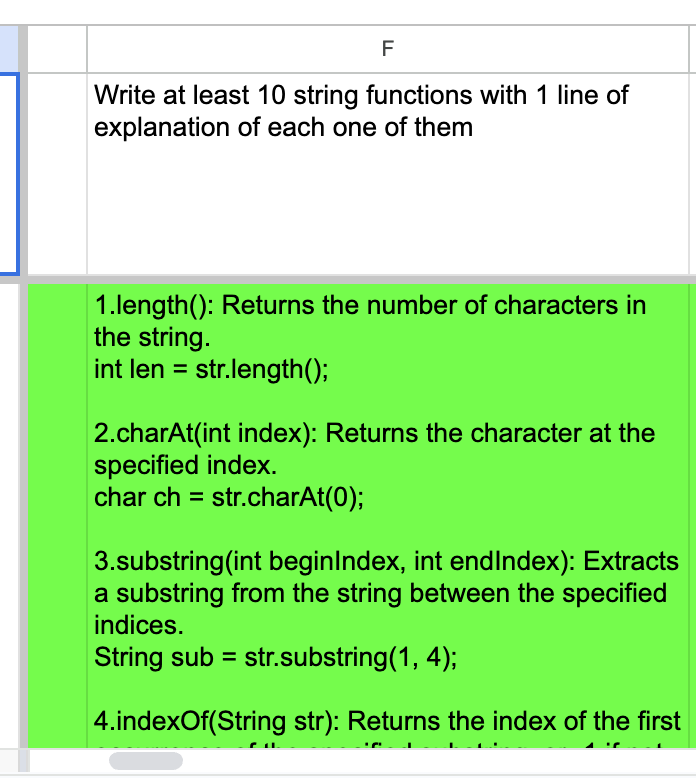 F
Write at least 10 string functions with 1 line of
explanation of each one of them
1.length(): Returns the number of characters in
the string.
int len = str.length();
2.charAt(int index): Returns the character at the
specified index.
char ch = str.charAt(0);
3.substring(int beginIndex, int endIndex): Extracts
a substring from the string between the specified
indices.
String sub = str.substring(1, 4);
4.indexOf(String str): Returns the index of the first